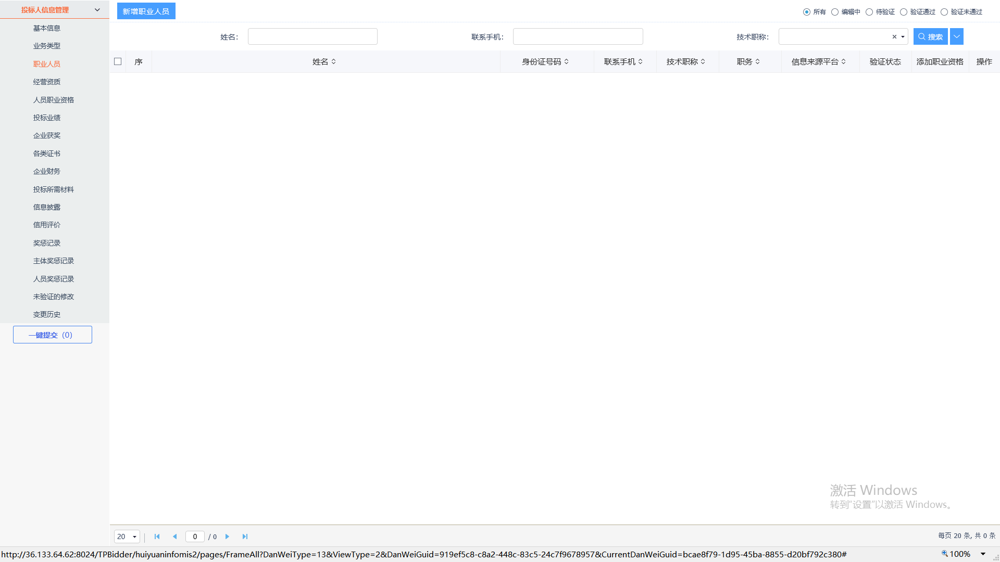 投标人信息管理
基本信息
业务类型
职业人员
经营资质
人员职业资格
投标业绩
企业获奖
各类证书
企业财务
投标所需材料
信息披露
信用评价
奖惩记录
主体奖惩记录
人员奖惩记录
未验证的修改
变更历史
一键提交（0）
新增职业人员
所有 编辑中 待验证 验证通过 验证未通过
姓名： 联系手机： 技术职称： 搜索
序 姓名 身份证号码 联系手机 技术职称 职务 信息来源平台 验证状态 添加职业资格 操作
激活 Windows
转到“设置”以激活 Windows。
20 0 / 0 每页 20 条, 共 0 条
http://36.133.64.62:8024/TPBidder/huiyuaninfomis2/pages/FrameAll?DanWeiType=13&ViewType=2&DanWeiGuid=919ef5c8-c8a2-448c-83c5-24c7f9678957&CurrentDanWeiGuid=bcae8f79-1d95-45ba-8855-d20bf792c380# 100%